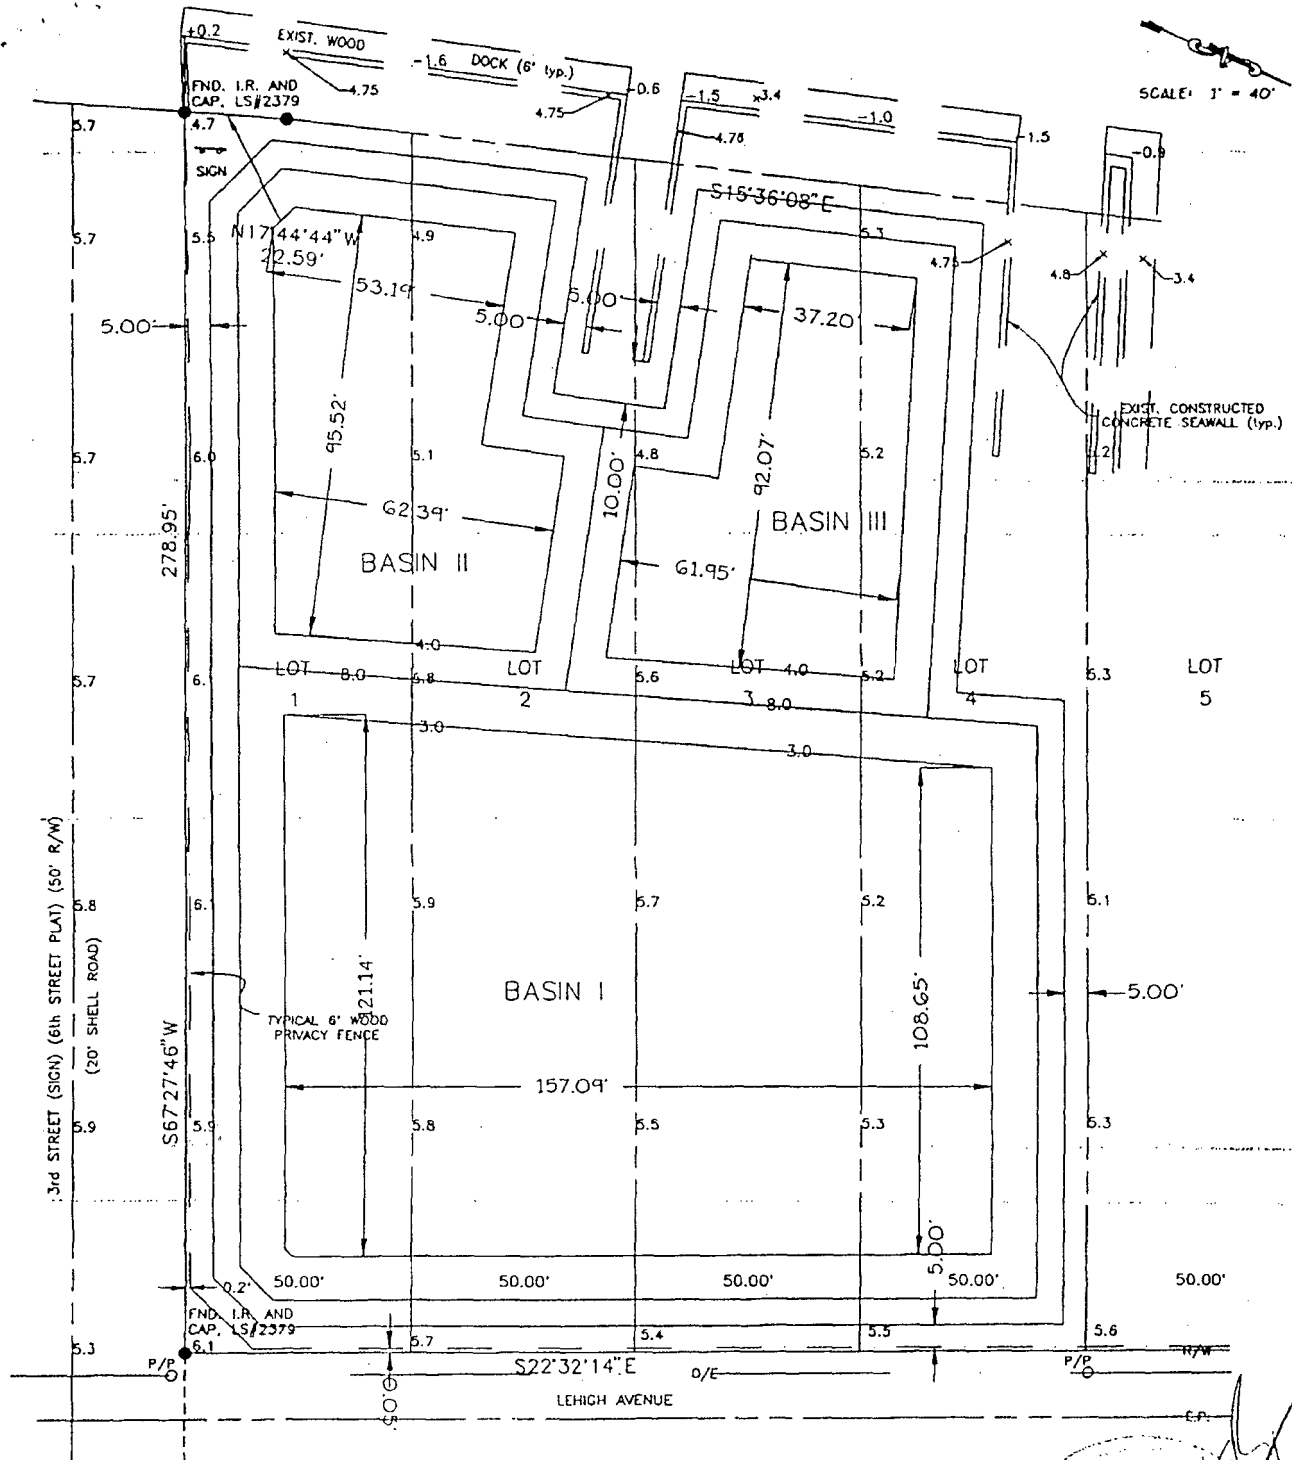 +0.2
EXIST. WOOD
-1.6
DOCK (6' typ.)
4.75
4.75
-0.6
-1.5
3.4
-1.0
-1.5
4.78
-0.9
SCALE: 1" = 40'
FND. I.R. AND
CAP. LS#2379
5.7
4.7
SIGN
S15°36'08"E
5.7
5.5
N17°44'44"W
22.59'
4.9
5.3
4.75
4.8
3.4
53.19'
5.00
5.00
37.20'
5.00'
95.52'
92.07'
10.00'
EXIST. CONSTRUCTED
CONCRETE SEAWALL (typ.)
5.7
6.0
5.1
4.8
5.2
278.95'
62.39'
BASIN II
BASIN III
61.95'
4.0
4.0
5.7
6.
LOT
1
8.0
5.8
LOT
2
5.6
LOT
3
8.0
5.2
LOT
4
5.3
LOT
5
3.0
3.0
3rd STREET (SIGN) (6th STREET PLAT) (50' R/W)
(20' SHELL ROAD)
5.8
6.
5.9
5.7
5.2
5.1
121.14'
BASIN I
108.65'
5.00'
TYPICAL 6' WOOD
PRIVACY FENCE
S67°27'46"W
157.09'
5.9
5.9
5.8
5.5
5.3
5.3
5.00'
0.2'
50.00'
50.00'
50.00'
50.00'
50.00'
FND. I.R. AND
CAP. LS#2379
5.3
6.1
5.7
5.4
5.5
5.6
P/P
S22°32'14"E
O/E
P/P
R/W
0.05'
LEHIGH AVENUE
E.P.